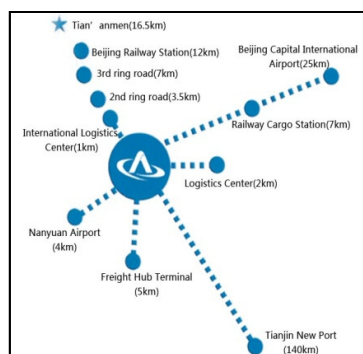 Tian’ anmen(16.5km)
Beijing Railway Station(12km)
3rd ring road(7km)
2nd ring road(3.5km)
International Logistics
Center(1km)
Beijing Capital International
Airport(25km)
Railway Cargo Station(7km)
Logistics Center(2km)
Nanyuan Airport
(4km)
Freight Hub Terminal
(5km)
Tianjin New Port
(140km)